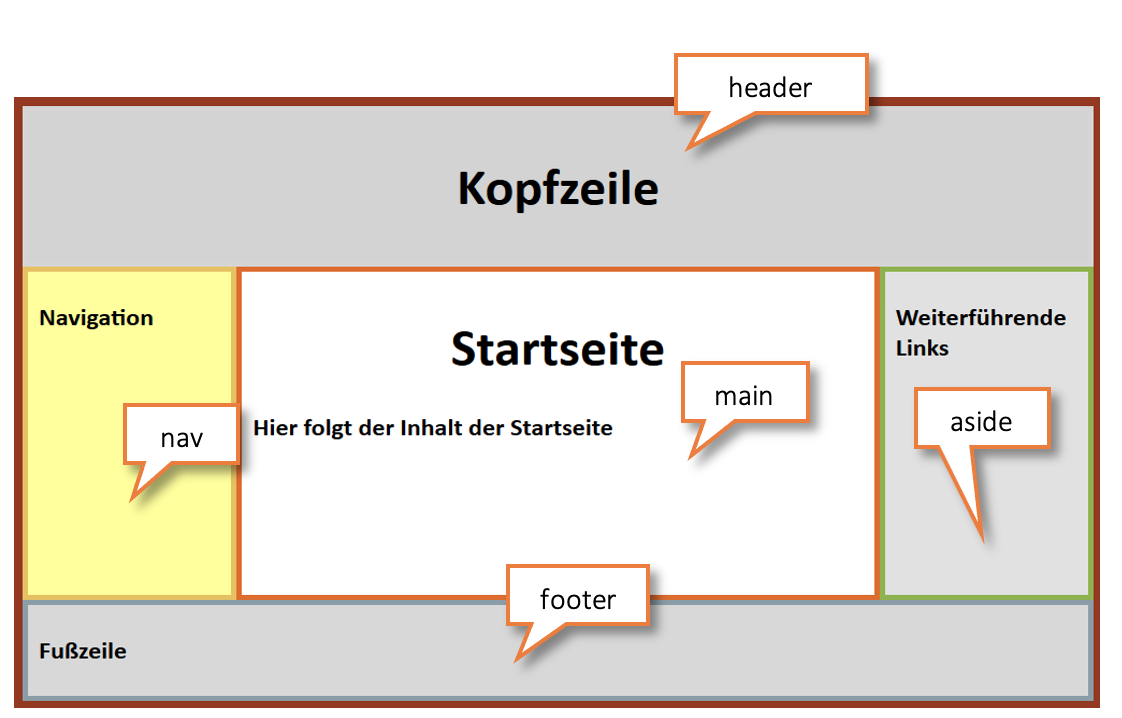 header
Kopfzeile
Navigation
nav
Startseite
Hier folgt der Inhalt der Startseite
main
Weiterführende
Links
aside
footer
Fußzeile